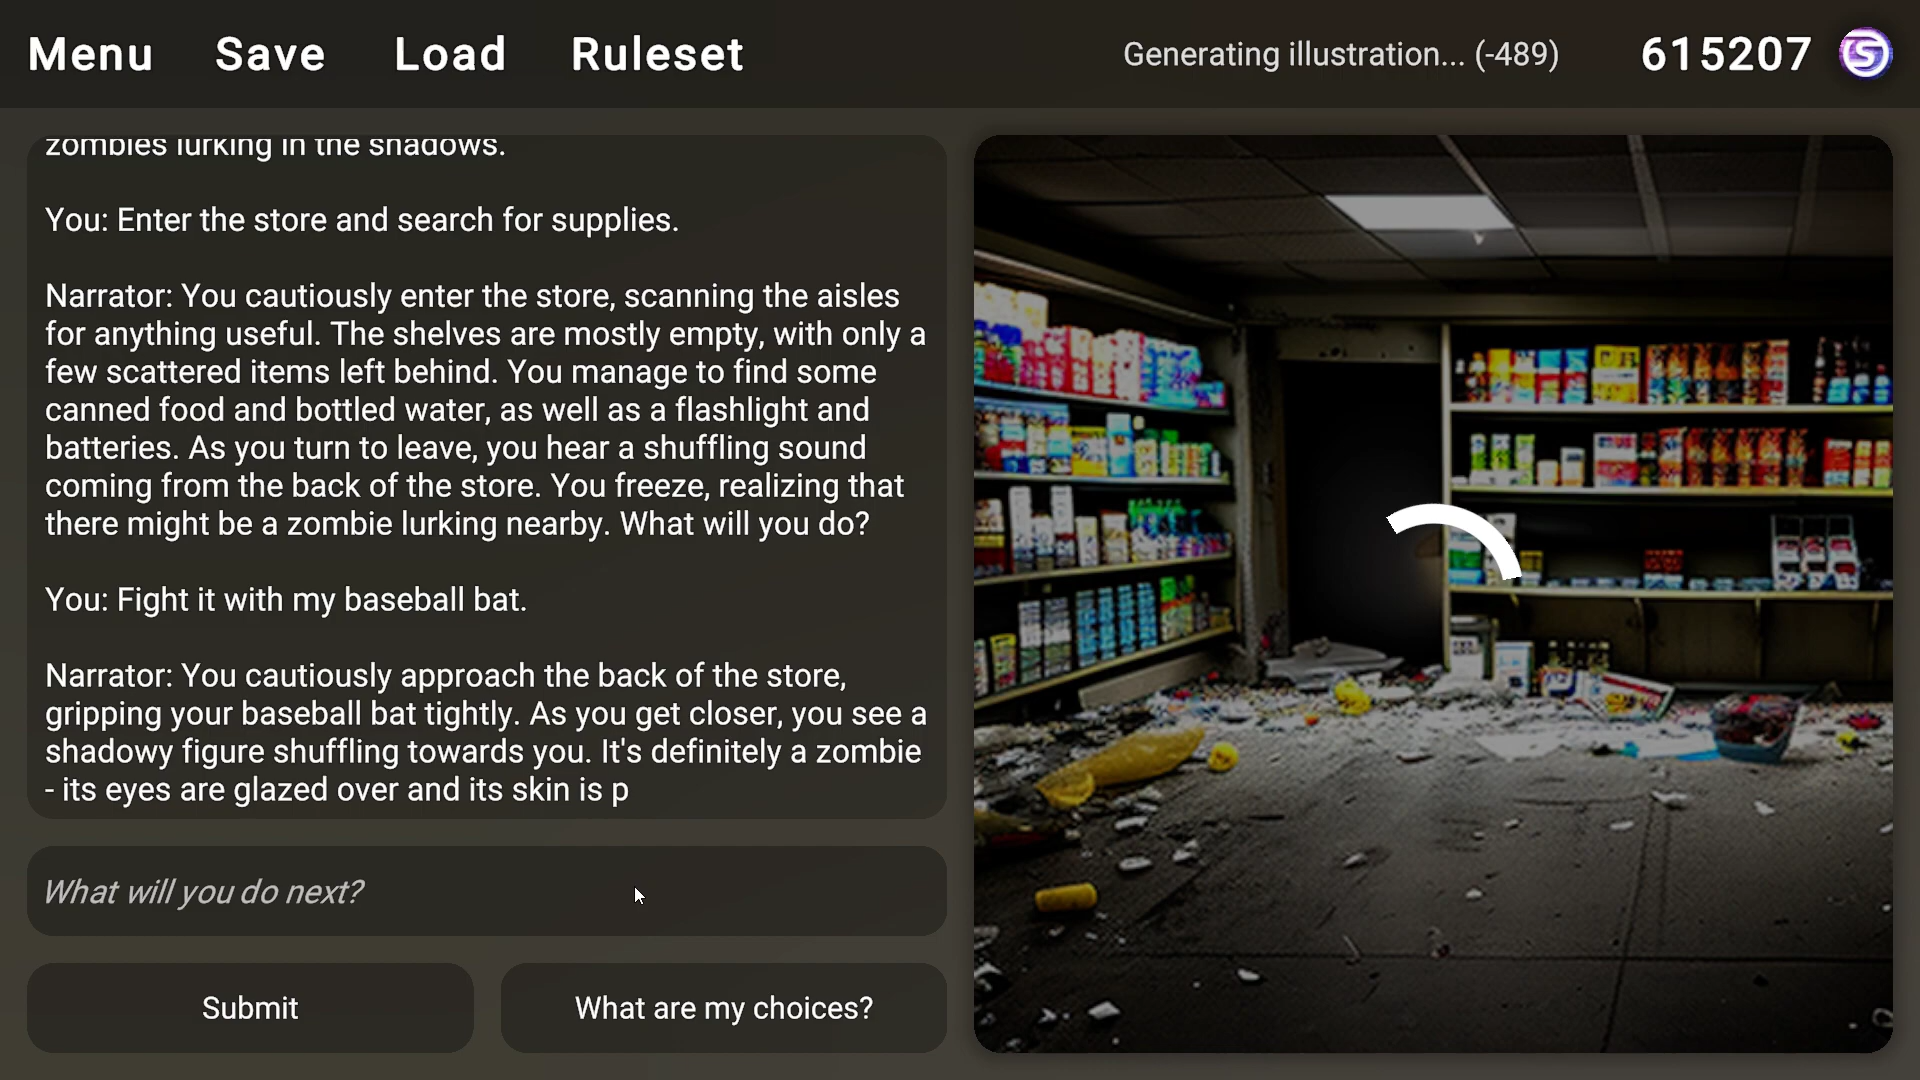 Menu Save Load Ruleset Generating illustration... (-489) 615207
zombies lurking in the shadows.
You: Enter the store and search for supplies.
Narrator: You cautiously enter the store, scanning the aisles
for anything useful. The shelves are mostly empty, with only a
few scattered items left behind. You manage to find some
canned food and bottled water, as well as a flashlight and
batteries. As you turn to leave, you hear a shuffling sound
coming from the back of the store. You freeze, realizing that
there might be a zombie lurking nearby. What will you do?
You: Fight it with my baseball bat.
Narrator: You cautiously approach the back of the store,
gripping your baseball bat tightly. As you get closer, you see a
shadowy figure shuffling towards you. It's definitely a zombie
- its eyes are glazed over and its skin is p
What will you do next?
Submit What are my choices?